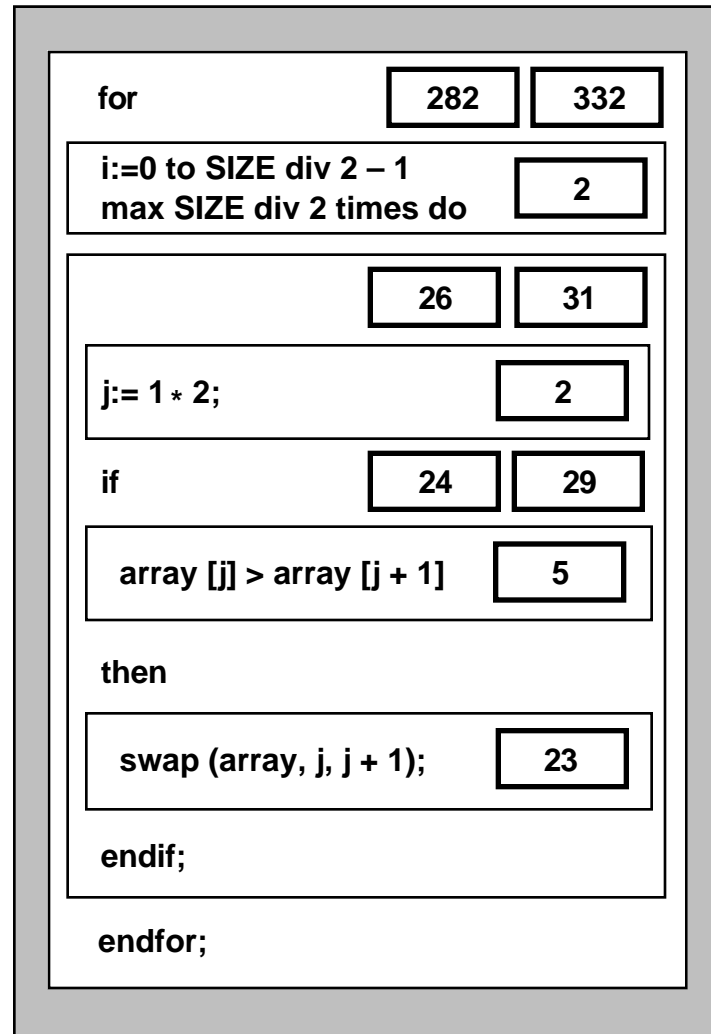 for 282 332
i:=0 to SIZE div 2 – 1
max SIZE div 2 times do 2
26 31
j:= 1 * 2; 2
if 24 29
array [j] > array [j + 1] 5
then
swap (array, j, j + 1); 23
endif;
endfor;